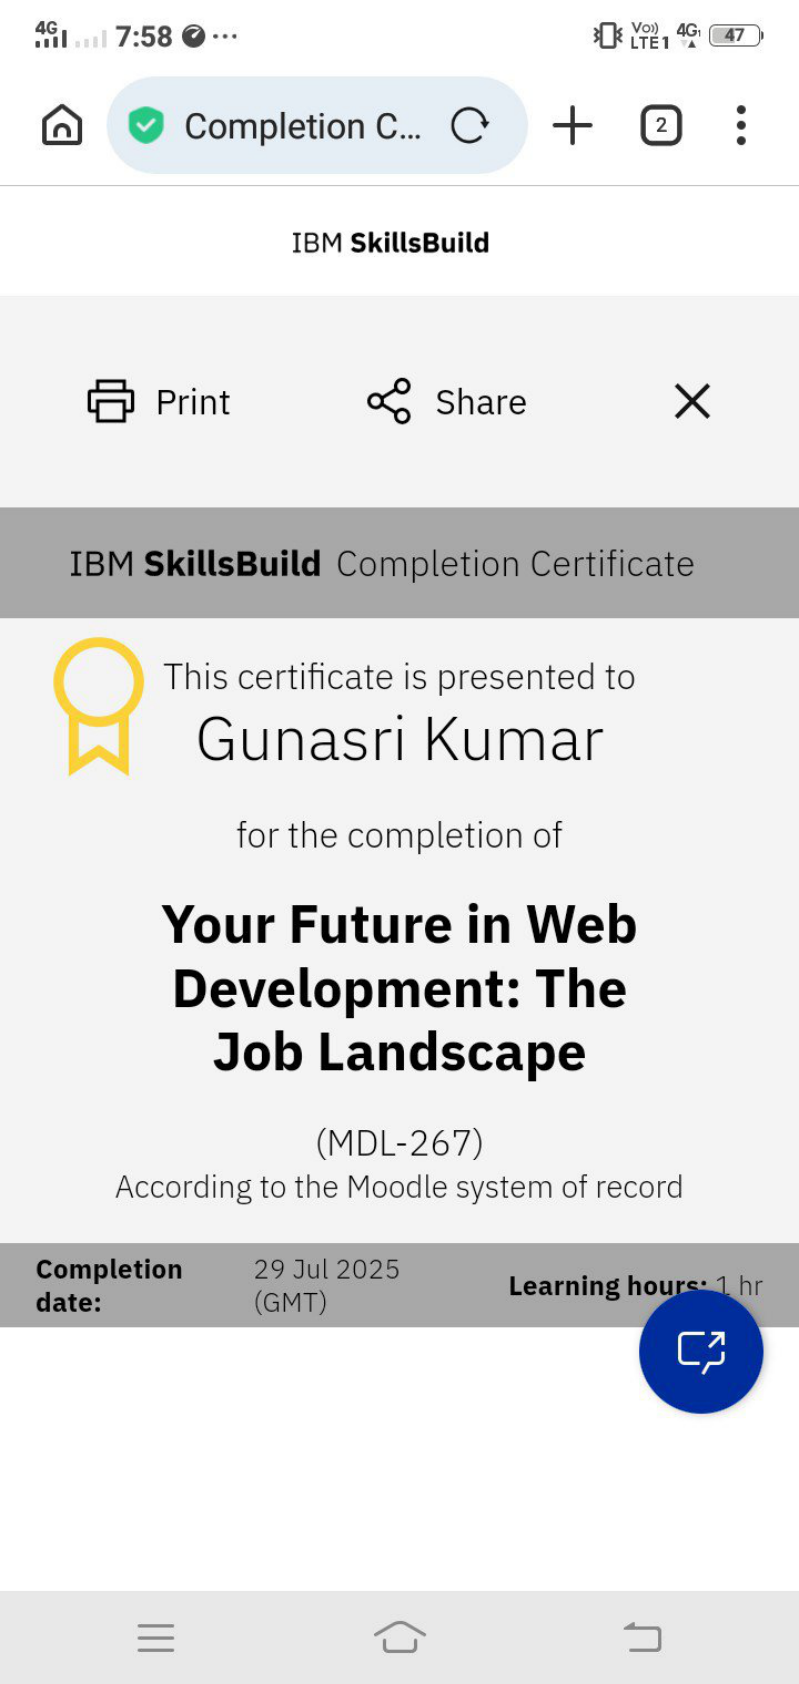 4G 7:58 ... Vo)) LTE1 4G 47
Completion C... 2
IBM SkillsBuild
Print Share
IBM SkillsBuild Completion Certificate
This certificate is presented to
Gunasri Kumar
for the completion of
Your Future in Web
Development: The
Job Landscape
(MDL-267)
According to the Moodle system of record
Completion date: 29 Jul 2025 (GMT) Learning hours: 1 hr